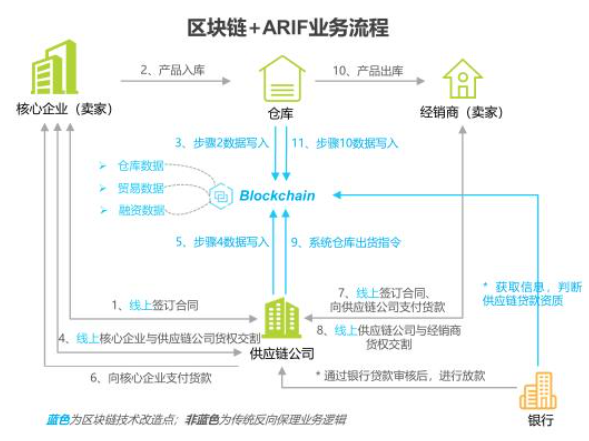 区块链+ARIF业务流程
2、产品入库
10、产品出库
核心企业（卖家）
仓库
经销商（卖家）
3、步骤2数据写入
11、步骤10数据写入
仓库数据
贸易数据
融资数据
Blockchain
5、步骤4数据写入
9、系统仓库出货指令
* 获取信息，判断
供应链贷款资质
1、线上签订合同
7、线上签订合同、
向供应链公司支付货款
4、线上核心企业与供应链公司货权交割
8、线上供应链公司与经销商
货权交割
供应链公司
6、向核心企业支付货款
* 通过银行贷款审核后，进行放款
银行
蓝色为区块链技术改造点；非蓝色为传统反向保理业务逻辑